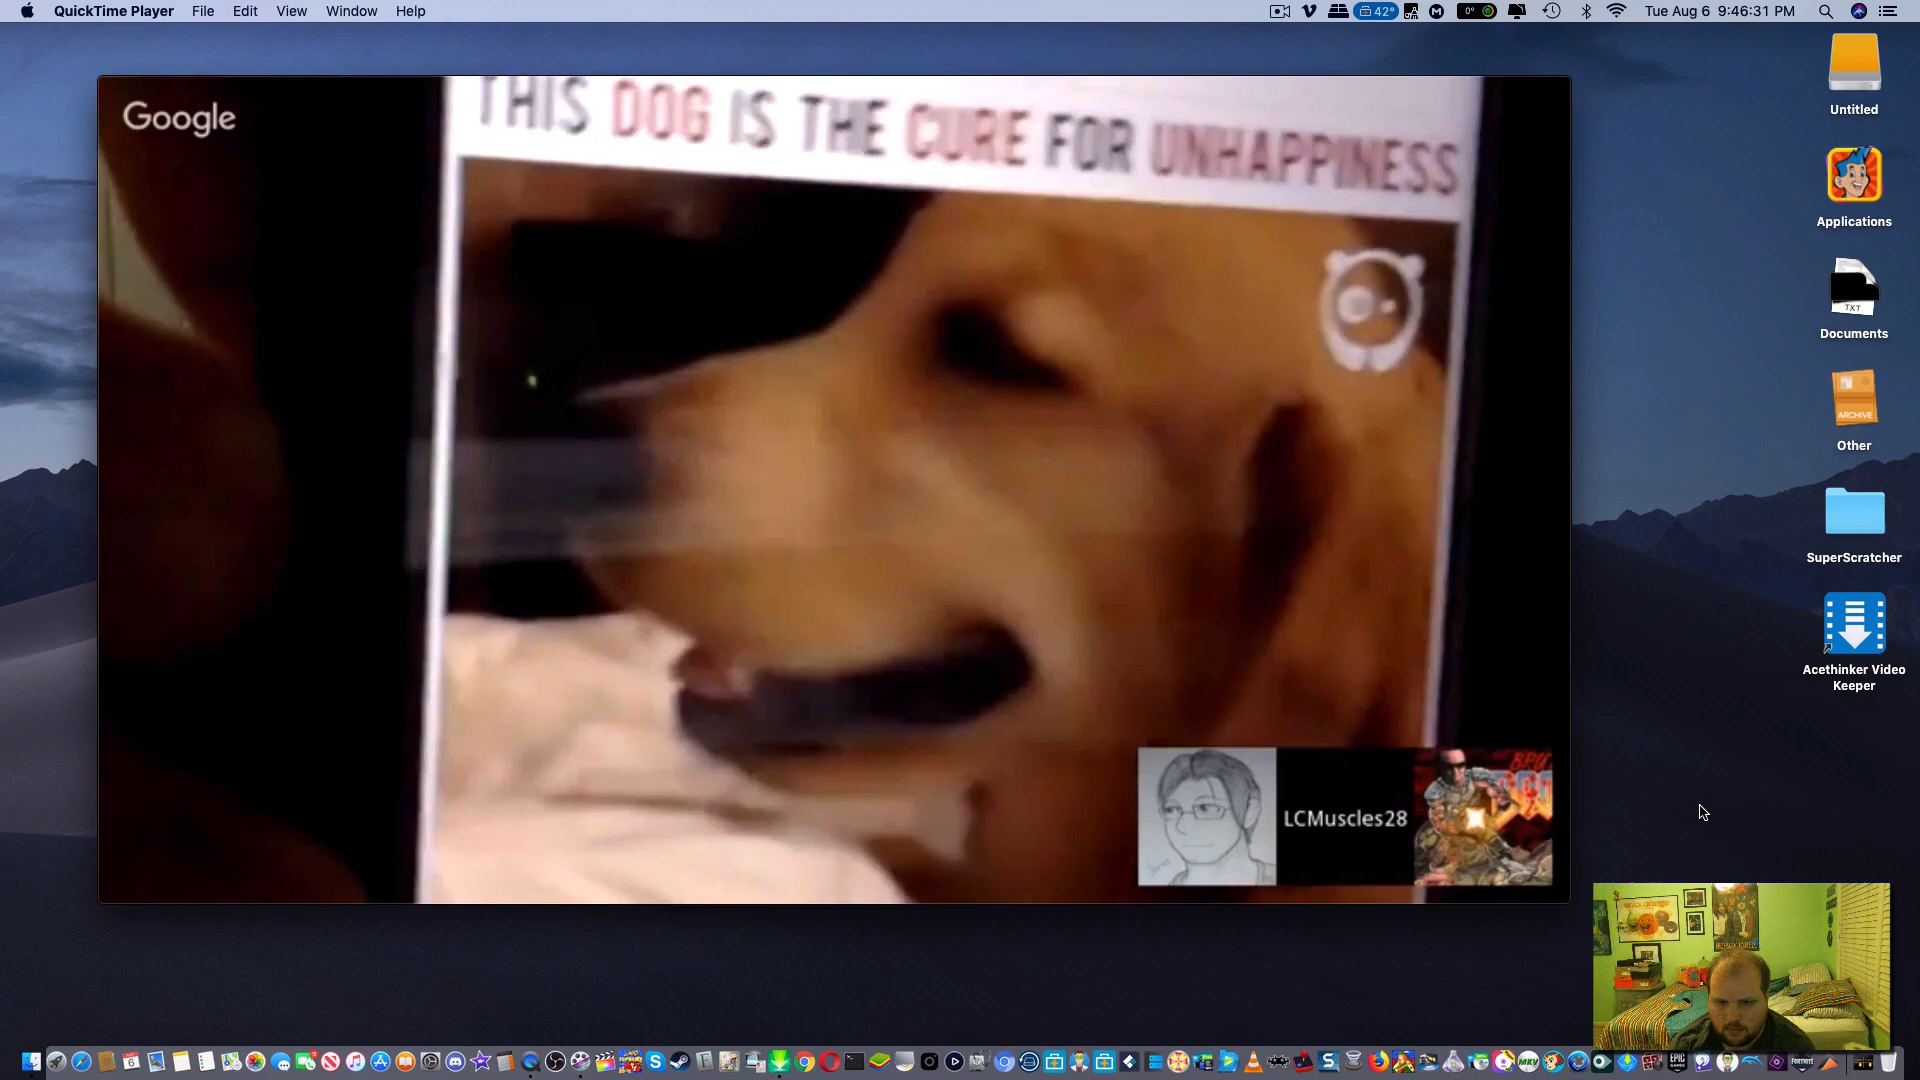 QuickTime Player File Edit View Window Help 42° 0° Tue Aug 6 9:46:31 PM
Google
THIS DOG IS THE CURE FOR UNHAPPINESS
LCMuscles28
Untitled
Applications
TXT
Documents
ARCHIVE
Other
SuperScratcher
Acethinker Video
Keeper